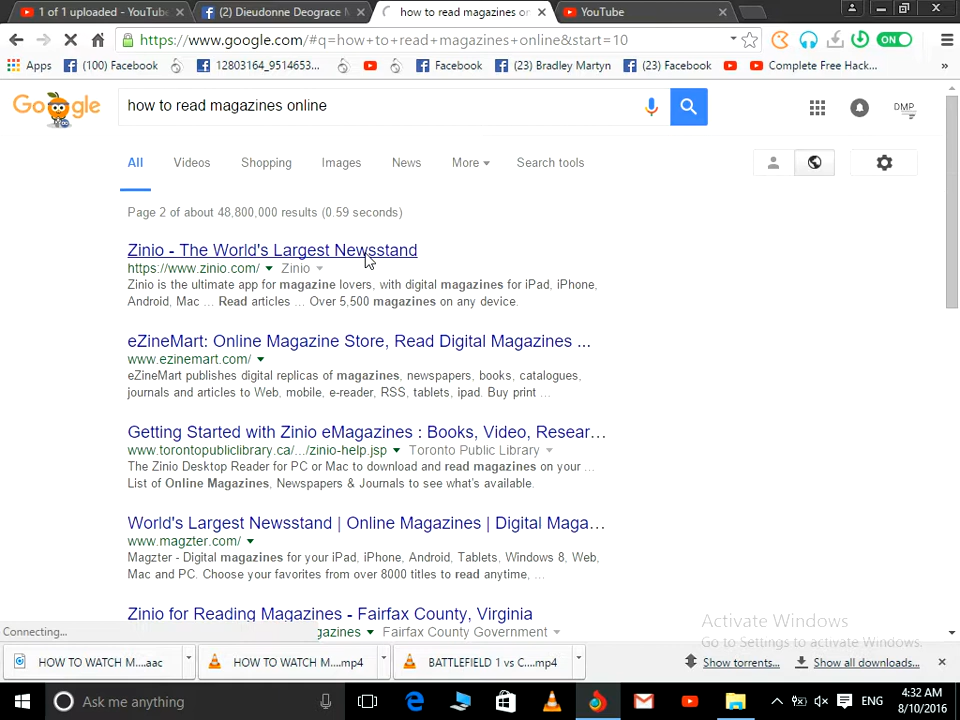 1 of 1 uploaded - YouTube
(2) Dieudonne Deograce M
how to read magazines on
YouTube
https://www.google.com/#q=how+to+read+magazines+online&start=10
ON
Apps
(100) Facebook
12803164_9514653...
Facebook
(23) Bradley Martyn
(23) Facebook
Complete Free Hack...
»
Google
how to read magazines online
DMP
All
Videos
Shopping
Images
News
More
Search tools
Page 2 of about 48,800,000 results (0.59 seconds)
Zinio - The World's Largest Newsstand
https://www.zinio.com/ Zinio
Zinio is the ultimate app for magazine lovers, with digital magazines for iPad, iPhone,
Android, Mac ... Read articles ... Over 5,500 magazines on any device.
eZineMart: Online Magazine Store, Read Digital Magazines ...
www.ezinemart.com/
eZineMart publishes digital replicas of magazines, newspapers, books, catalogues,
journals and articles to Web, mobile, e-reader, RSS, tablets, ipad. Buy print ...
Getting Started with Zinio eMagazines : Books, Video, Resear...
www.torontopubliclibrary.ca/.../zinio-help.jsp Toronto Public Library
The Zinio Desktop Reader for PC or Mac to download and read magazines on your ...
List of Online Magazines, Newspapers & Journals to see what's available.
World's Largest Newsstand | Online Magazines | Digital Maga...
www.magzter.com/
Magzter - Digital magazines for your iPad, iPhone, Android, Tablets, Windows 8, Web,
Mac and PC. Choose your favorites from over 8000 titles to read anytime, ...
Zinio for Reading Magazines - Fairfax County, Virginia
gazines Fairfax County Government
Connecting...
Activate Windows
Go to Settings to activate Windows.
HOW TO WATCH M....aac
HOW TO WATCH M....mp4
BATTLEFIELD 1 vs C....mp4
Show torrents...
Show all downloads...
Ask me anything
ENG
4:32 AM
8/10/2016